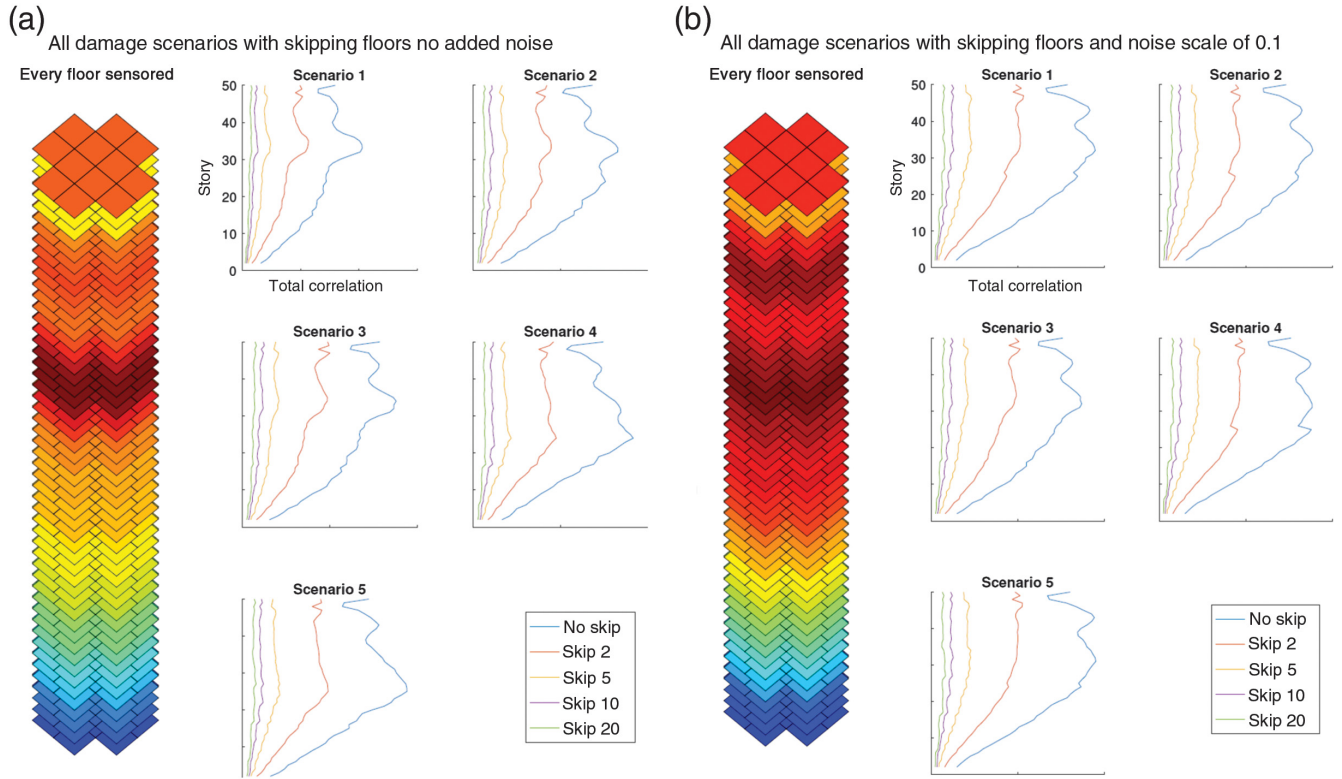 (a)
All damage scenarios with skipping floors no added noise
Every floor sensored
Scenario 1
Scenario 2
50
40
30
20
10
0
Story
Total correlation
Scenario 3
Scenario 4
Scenario 5
No skip
Skip 2
Skip 5
Skip 10
Skip 20
(b)
All damage scenarios with skipping floors and noise scale of 0.1
Every floor sensored
Scenario 1
Scenario 2
50
40
30
20
10
0
Story
Total correlation
Scenario 3
Scenario 4
Scenario 5
No skip
Skip 2
Skip 5
Skip 10
Skip 20